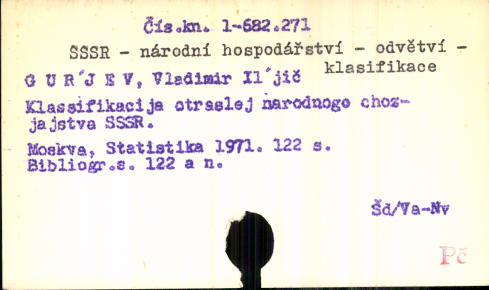 Čís.kn. 1-682.271
SSSR - národní hospodářství - odvětví -
klasifikace
G U R´J E V, Vladimir Il´jič
Klassifikacija otraslej narodnogo choz-
jajstva SSSR.
Moskva, Statistika 1971. 122 s.
Bibliogr.s. 122 a n.
Šd/Va-Nv
Pč